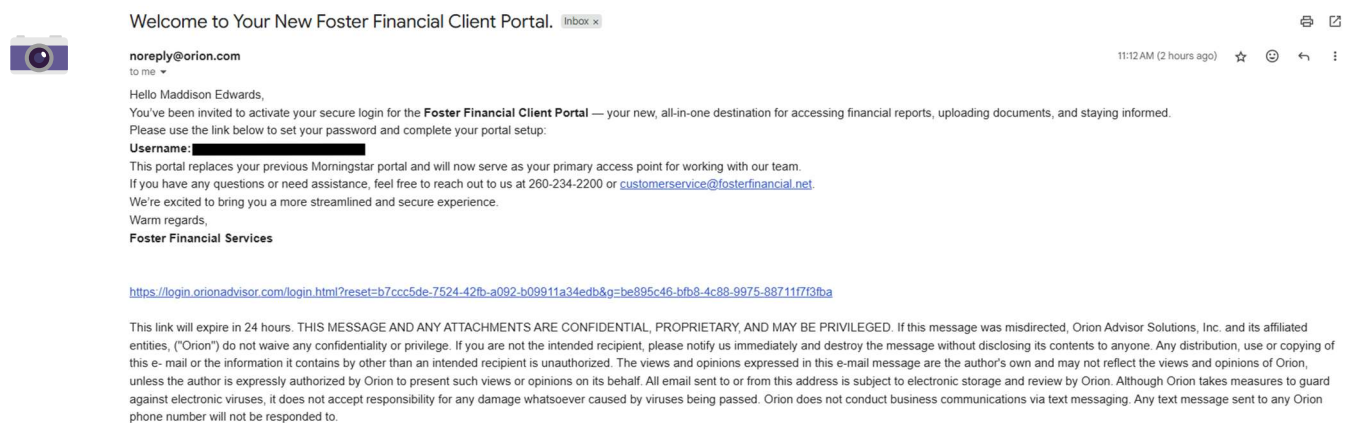 Welcome to Your New Foster Financial Client Portal. Inbox ×
noreply@orion.com 11:12 AM (2 hours ago)
to me
Hello Maddison Edwards,
You've been invited to activate your secure login for the Foster Financial Client Portal — your new, all-in-one destination for accessing financial reports, uploading documents, and staying informed.
Please use the link below to set your password and complete your portal setup:
Username:
This portal replaces your previous Morningstar portal and will now serve as your primary access point for working with our team.
If you have any questions or need assistance, feel free to reach out to us at 260-234-2200 or customerservice@fosterfinancial.net.
We're excited to bring you a more streamlined and secure experience.
Warm regards,
Foster Financial Services
https://login.orionadvisor.com/login.html?reset=b7ccc5de-7524-42fb-a092-b09911a34edb&g=be895c46-bfb8-4c88-9975-88711f7f3fba
This link will expire in 24 hours. THIS MESSAGE AND ANY ATTACHMENTS ARE CONFIDENTIAL, PROPRIETARY, AND MAY BE PRIVILEGED. If this message was misdirected, Orion Advisor Solutions, Inc. and its affiliated
entities, ("Orion") do not waive any confidentiality or privilege. If you are not the intended recipient, please notify us immediately and destroy the message without disclosing its contents to anyone. Any distribution, use or copying of
this e- mail or the information it contains by other than an intended recipient is unauthorized. The views and opinions expressed in this e-mail message are the author's own and may not reflect the views and opinions of Orion,
unless the author is expressly authorized by Orion to present such views or opinions on its behalf. All email sent to or from this address is subject to electronic storage and review by Orion. Although Orion takes measures to guard
against electronic viruses, it does not accept responsibility for any damage whatsoever caused by viruses being passed. Orion does not conduct business communications via text messaging. Any text message sent to any Orion
phone number will not be responded to.